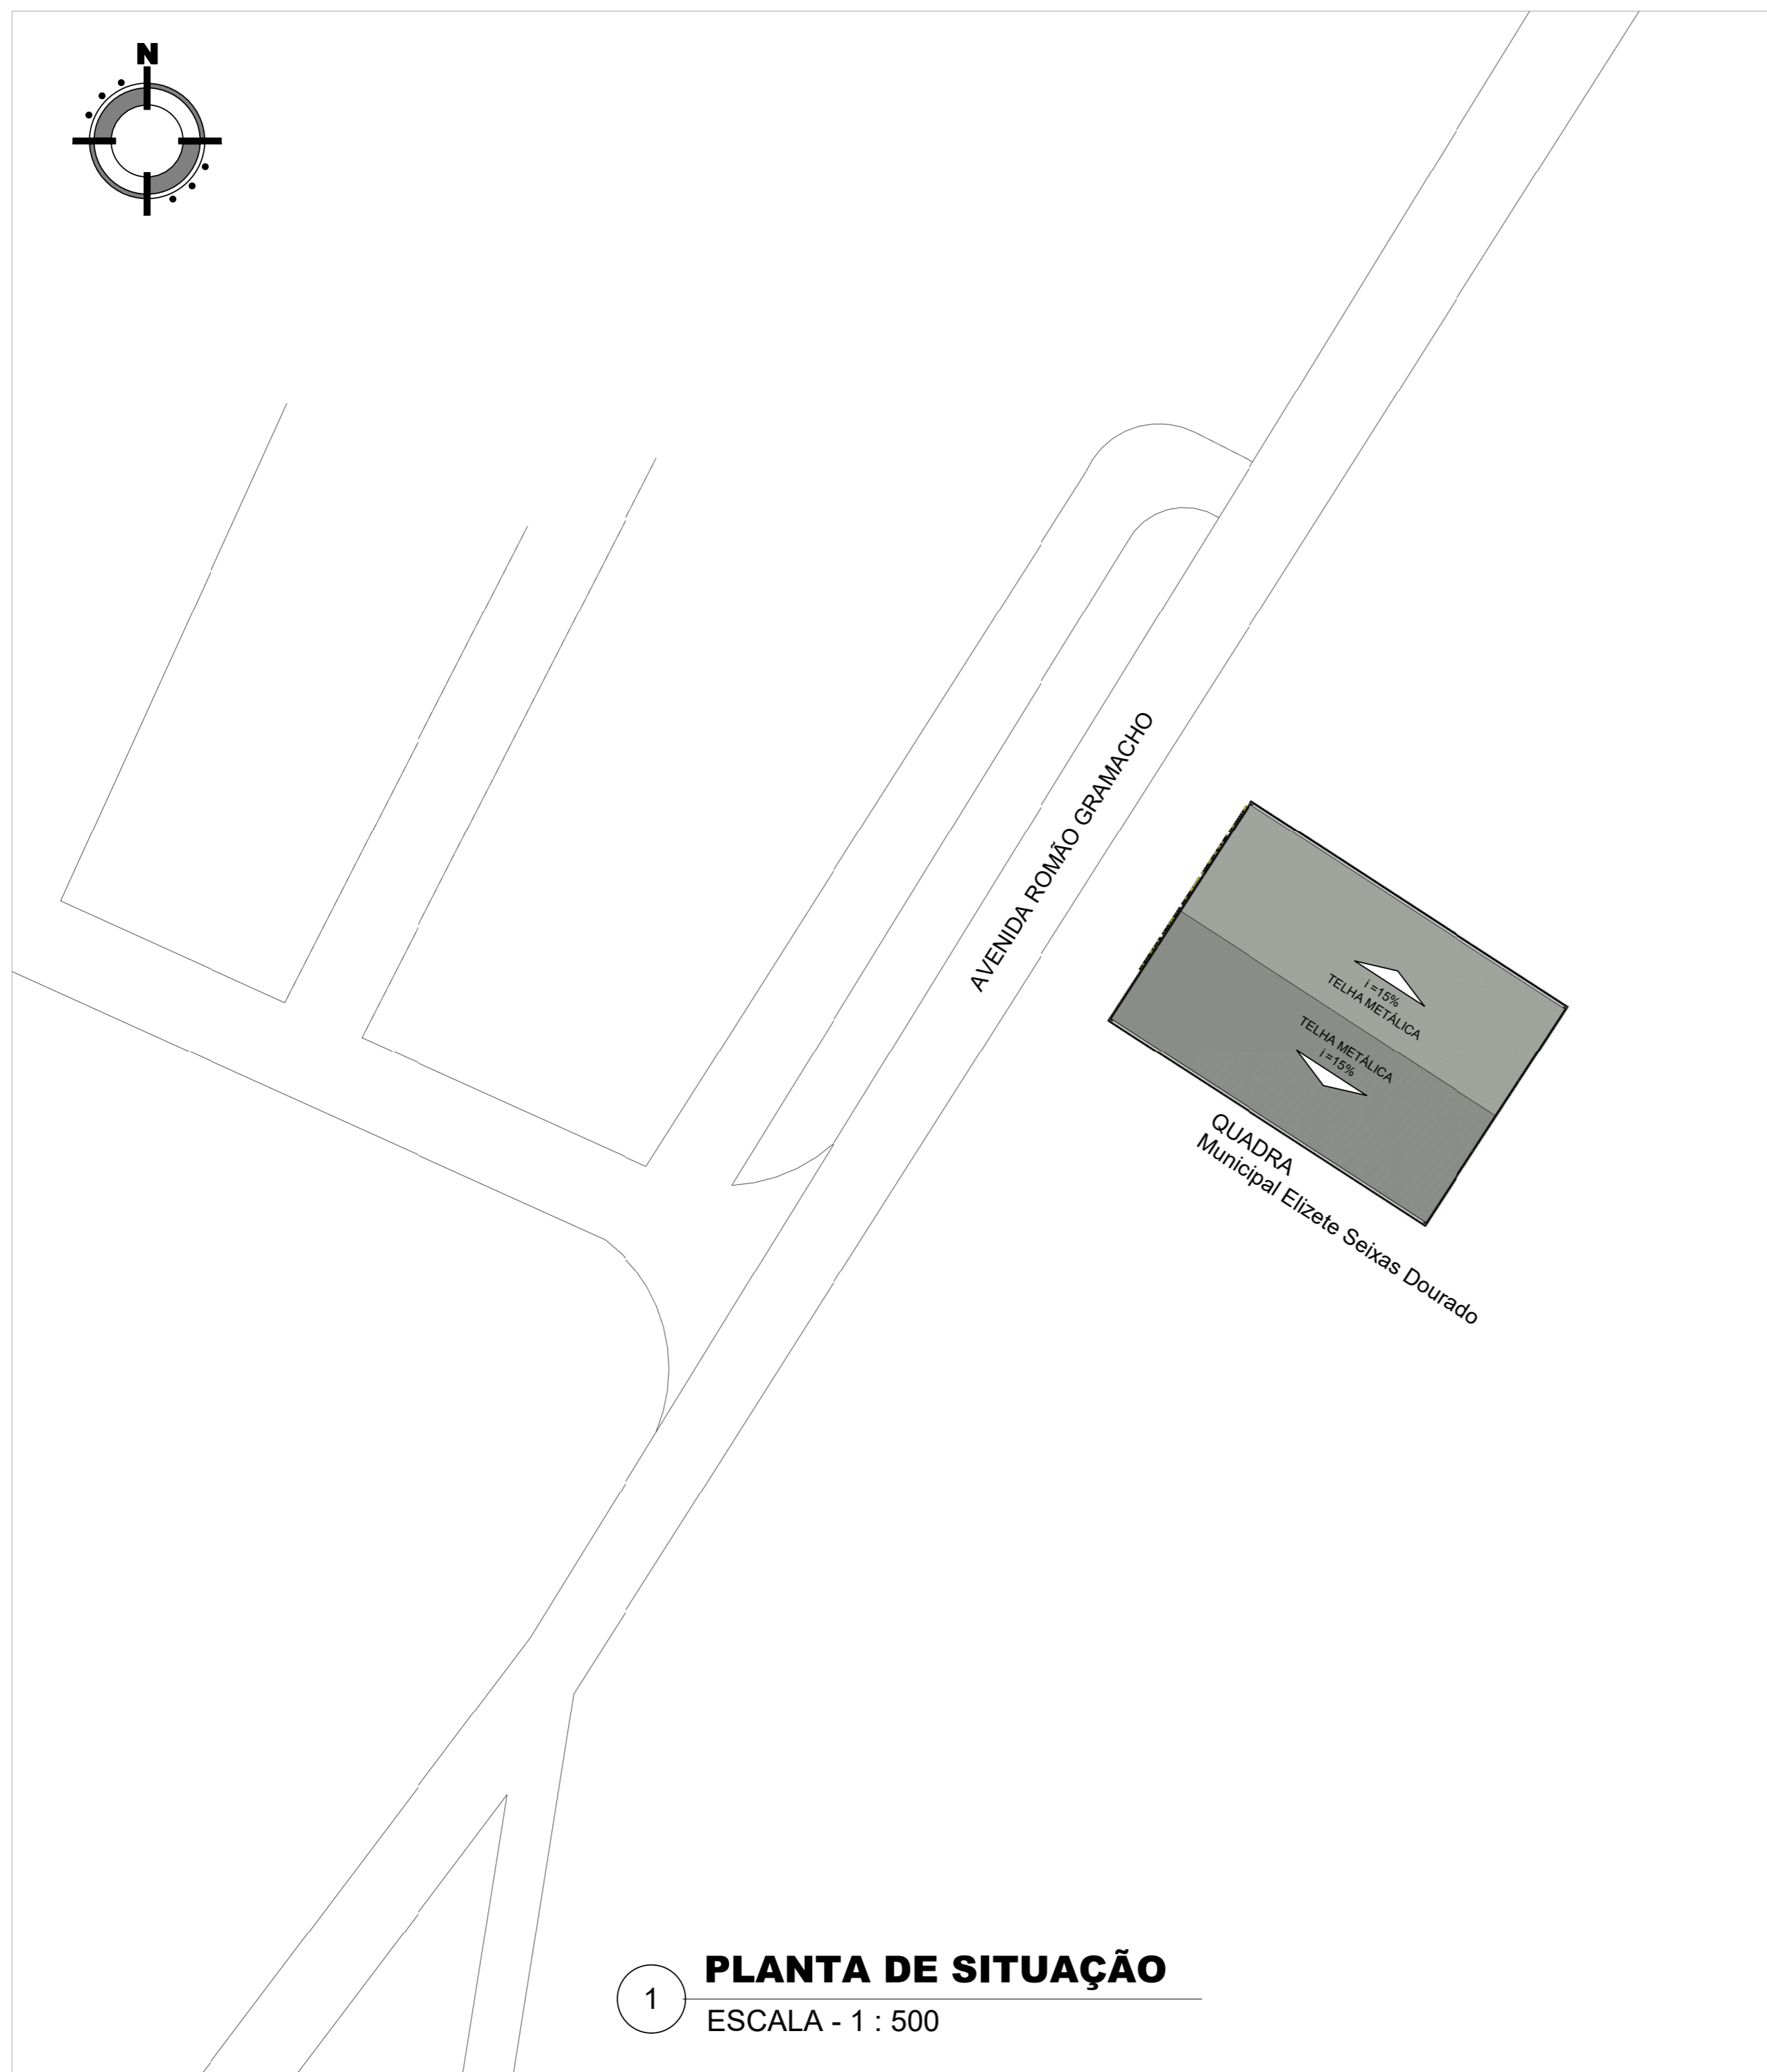 N
AVENIDA ROMÃO GRAMACHO
i =15%
TELHA METÁLICA
TELHA METÁLICA
i =15%
QUADRA
Municipal Elizete Seixas Dourado
1
PLANTA DE SITUAÇÃO
ESCALA - 1 : 500